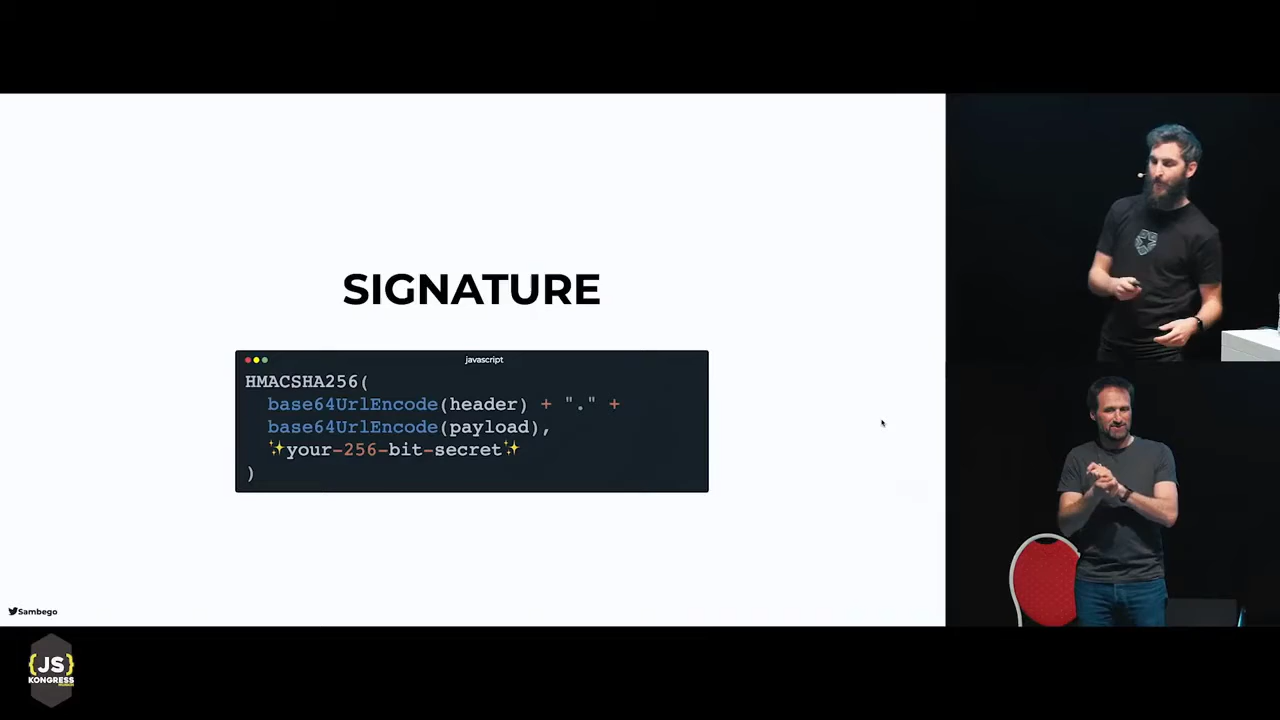 SIGNATURE
javascript
HMACSHA256(
base64UrlEncode(header) + "." +
base64UrlEncode(payload),
✨your-256-bit-secret✨
)
Sambego
{JS}
KONGRESS